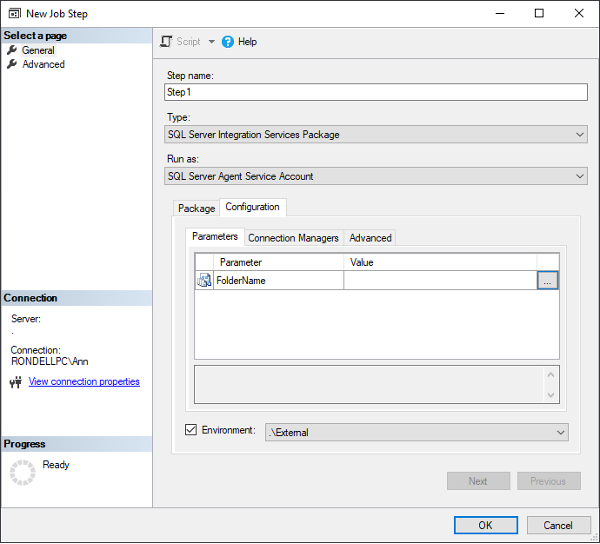 New Job Step
Select a page
General
Advanced
Script
Help
Step name:
Step1
Type:
SQL Server Integration Services Package
Run as:
SQL Server Agent Service Account
Package
Configuration
Parameters
Connection Managers
Advanced
Parameter Value
FolderName
...
Environment: .\External
Connection
Server:
.
Connection:
RONDELLPC\Ann
View connection properties
Progress
Ready
Next
Previous
OK
Cancel